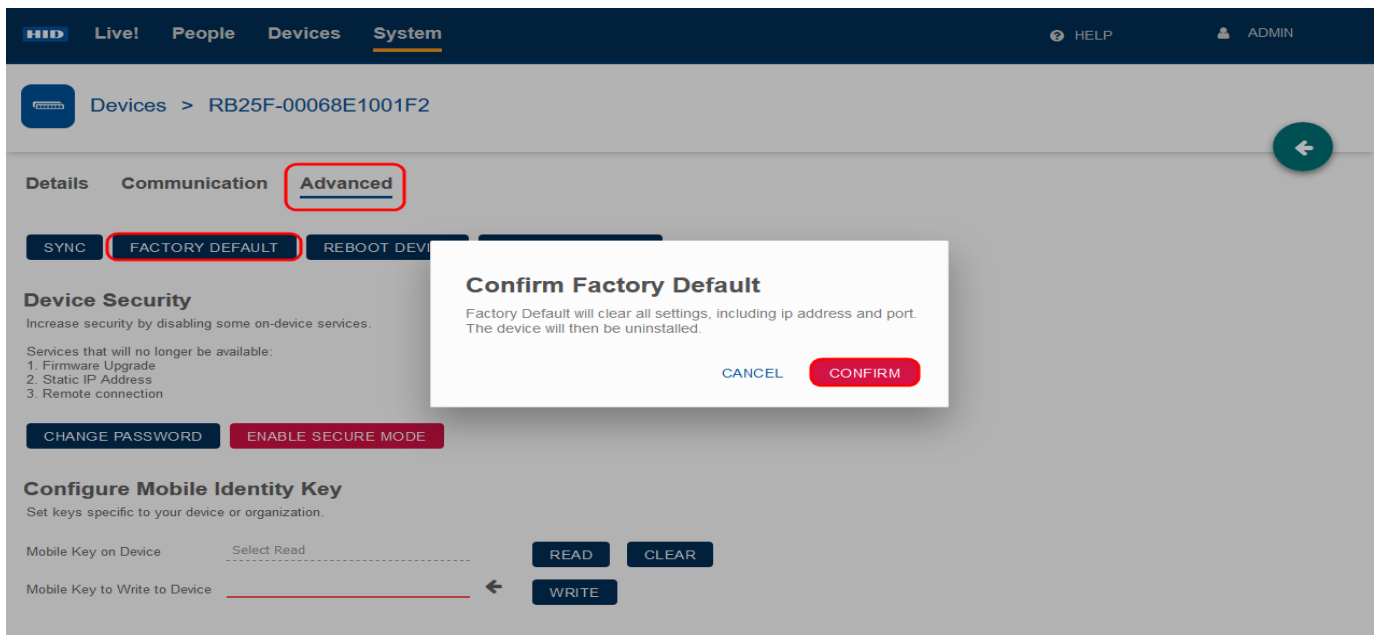 HID Live! People Devices System HELP ADMIN
Devices > RB25F-00068E1001F2
Details Communication Advanced
SYNC FACTORY DEFAULT REBOOT
Confirm Factory Default
Factory Default will clear all settings, including ip address and port.
The device will then be uninstalled.
CANCEL CONFIRM
Device Security
Increase security by disabling some on-device services.
Services that will no longer be available:
1. Firmware Upgrade
2. Static IP Address
3. Remote connection
CHANGE PASSWORD ENABLE SECURE MODE
Configure Mobile Identity Key
Set keys specific to your device or organization.
Mobile Key on Device Select Read READ CLEAR
Mobile Key to Write to Device WRITE